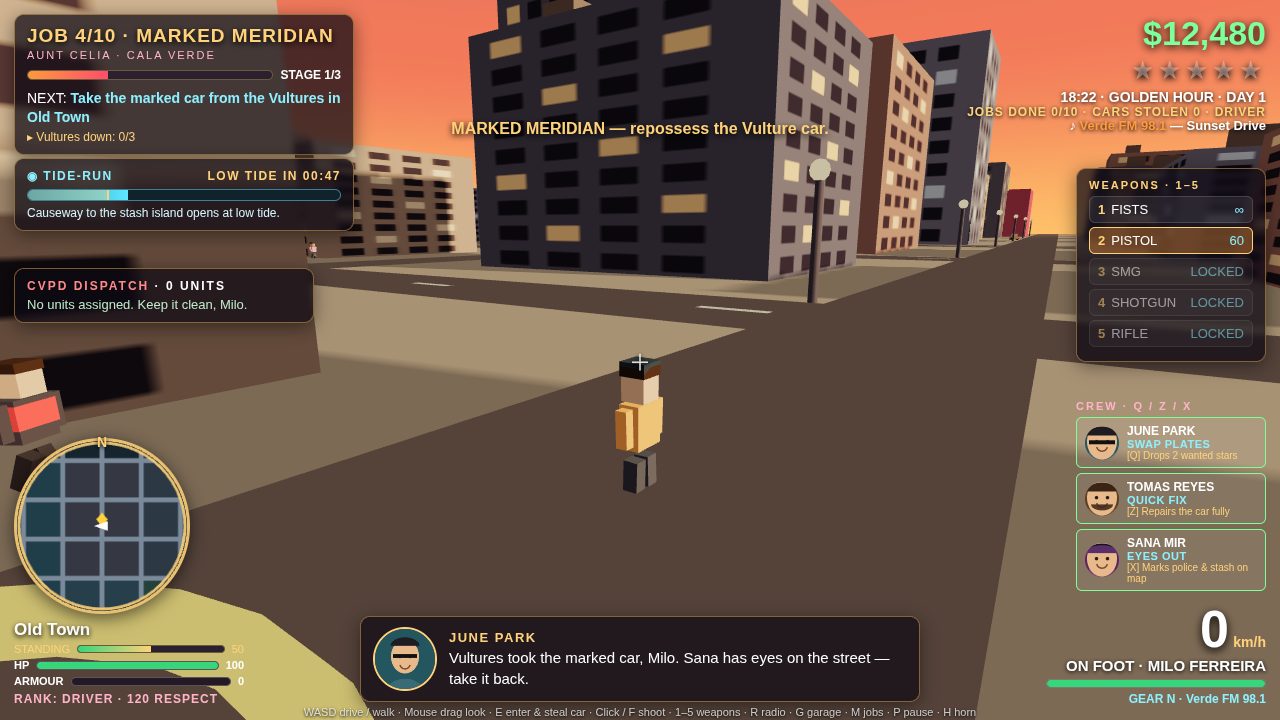 JOB 4/10 · MARKED MERIDIAN
AUNT CELIA · CALA VERDE
STAGE 1/3
NEXT: Take the marked car from the Vultures in
Old Town
▸ Vultures down: 0/3
◉ TIDE-RUN
LOW TIDE IN 00:47
Causeway to the stash island opens at low tide.
CVPD DISPATCH · 0 UNITS
No units assigned. Keep it clean, Milo.
MARKED MERIDIAN — repossess the Vulture car.
$12,480
★★★★★
18:22 · GOLDEN HOUR · DAY 1
JOBS DONE 0/10 · CARS STOLEN 0 · DRIVER
♪ Verde FM 98.1 — Sunset Drive
WEAPONS · 1–5
1 FISTS ∞
2 PISTOL 60
3 SMG LOCKED
4 SHOTGUN LOCKED
5 RIFLE LOCKED
CREW · Q / Z / X
JUNE PARK
SWAP PLATES
[Q] Drops 2 wanted stars
TOMAS REYES
QUICK FIX
[Z] Repairs the car fully
SANA MIR
EYES OUT
[X] Marks police & stash on
map
N
Old Town
STANDING 50
HP 100
ARMOUR 0
RANK: DRIVER · 120 RESPECT
JUNE PARK
Vultures took the marked car, Milo. Sana has eyes on the street —
take it back.
0 km/h
ON FOOT · MILO FERREIRA
GEAR N · Verde FM 98.1
WASD drive / walk · Mouse drag look · E enter & steal car · Click / F shoot · 1–5 weapons · R radio · G garage · M jobs · P pause · H horn